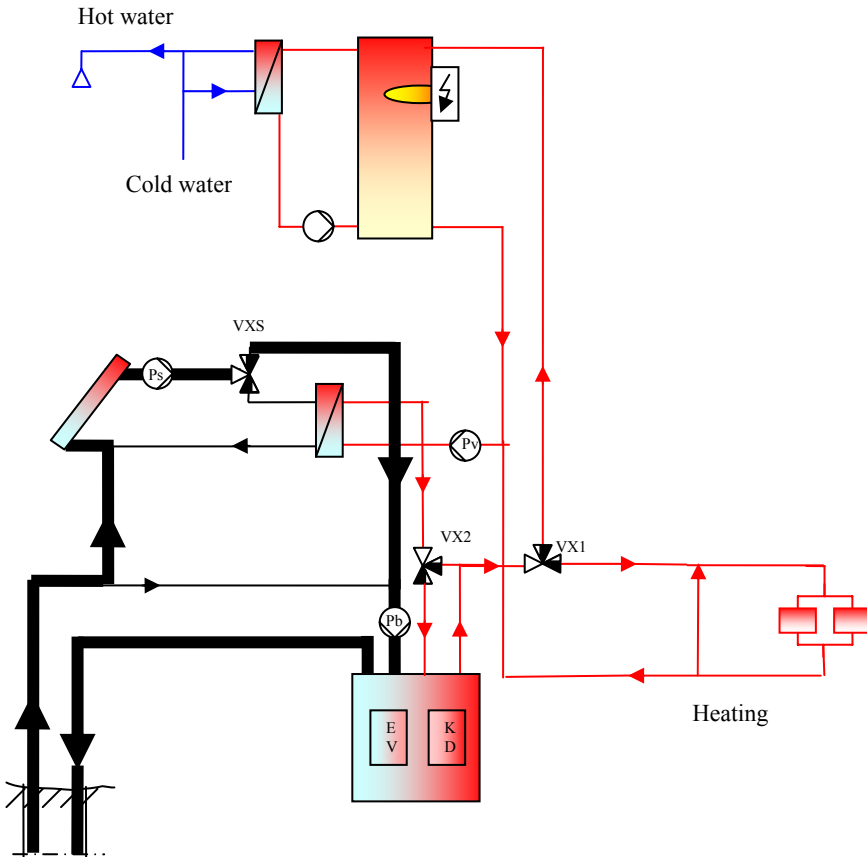 Hot water
Cold water
VXS
Ps
Pv
VX2
VX1
Pb
E
V
K
D
Heating